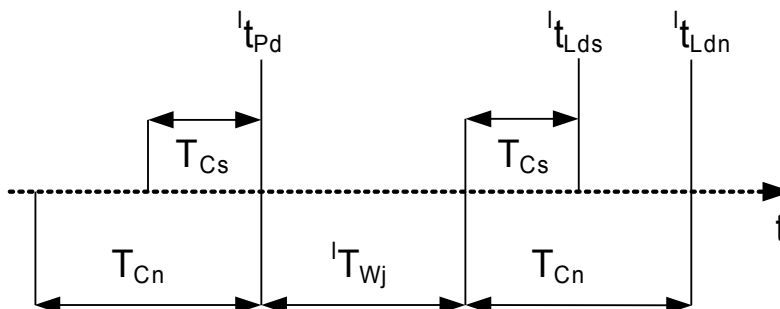 ˡt_Pd ˡt_Lds ˡt_Ldn
T_Cs T_Cs
t
T_Cn ˡT_Wj T_Cn